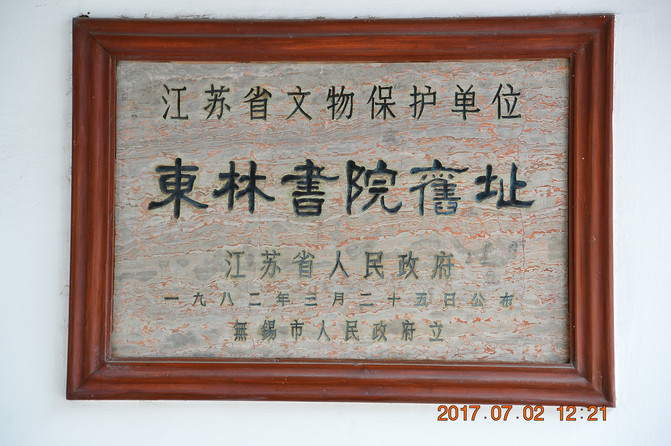 江苏省文物保护单位
東林書院舊址
江苏省人民政府
一九八二年三月二十五日公布
無锡市人民政府立
2017.07.02 12:21